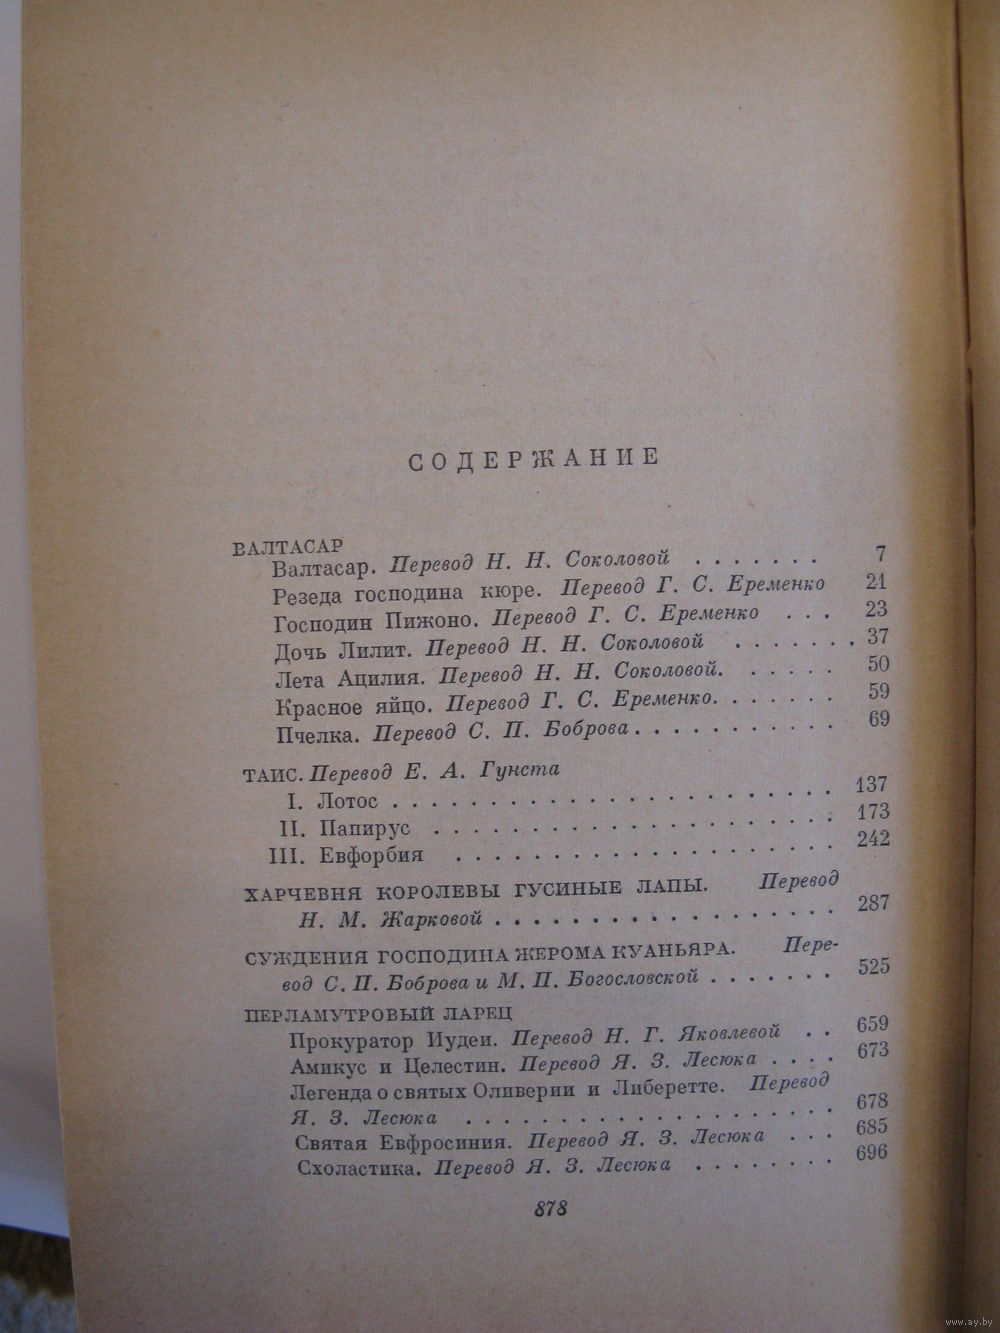 СОДЕРЖАНИЕ
ВАЛТАСАР
Валтасар. Перевод Н. Н. Соколовой . . . . . . . 7
Резеда господина кюре. Перевод Г. С. Еременко 21
Господин Пижоно. Перевод Г. С. Еременко . . . 23
Дочь Лилит. Перевод Н. Н. Соколовой . . . . . . . 37
Лета Ацилия. Перевод Н. Н. Соколовой. . . . . . 50
Красное яйцо. Перевод Г. С. Еременко. . . . . . . 59
Пчелка. Перевод С. П. Боброва . . . . . . . . . . . 69
ТАИС. Перевод Е. А. Гунста
I. Лотос . . . . . . . . . . . . . . . . . . . . . . . 137
II. Папирус . . . . . . . . . . . . . . . . . . . . . 173
III. Евфорбия . . . . . . . . . . . . . . . . . . . . 242
ХАРЧЕВНЯ КОРОЛЕВЫ ГУСИНЫЕ ЛАПЫ. Перевод
Н. М. Жарковой . . . . . . . . . . . . . . . . . . 287
СУЖДЕНИЯ ГОСПОДИНА ЖЕРОМА КУАНЬЯРА. Пере-
вод С. П. Боброва и М. П. Богословской . . . . . . . 525
ПЕРЛАМУТРОВЫЙ ЛАРЕЦ
Прокуратор Иудеи. Перевод Н. Г. Яковлевой . . 659
Амикус и Целестин. Перевод Я. З. Лесюка . . . . 673
Легенда о святых Оливерии и Либеретте. Перевод
Я. З. Лесюка . . . . . . . . . . . . . . . . . . . 678
Святая Евфросиния. Перевод Я. З. Лесюка . . . 685
Схоластика. Перевод Я. З. Лесюка . . . . . . . . 696
878
www.ay.by